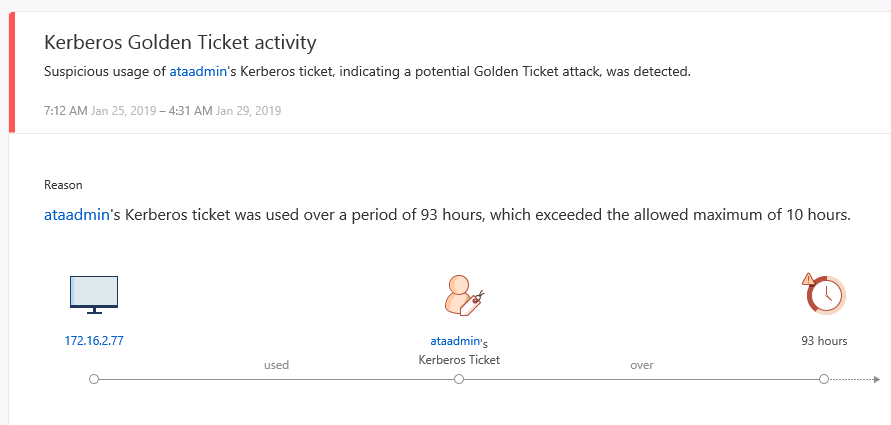 Kerberos Golden Ticket activity
Suspicious usage of ataadmin's Kerberos ticket, indicating a potential Golden Ticket attack, was detected.
7:12 AM Jan 25, 2019 – 4:31 AM Jan 29, 2019
Reason
ataadmin's Kerberos ticket was used over a period of 93 hours, which exceeded the allowed maximum of 10 hours.
172.16.2.77
ataadmin's
Kerberos Ticket
93 hours
used
over